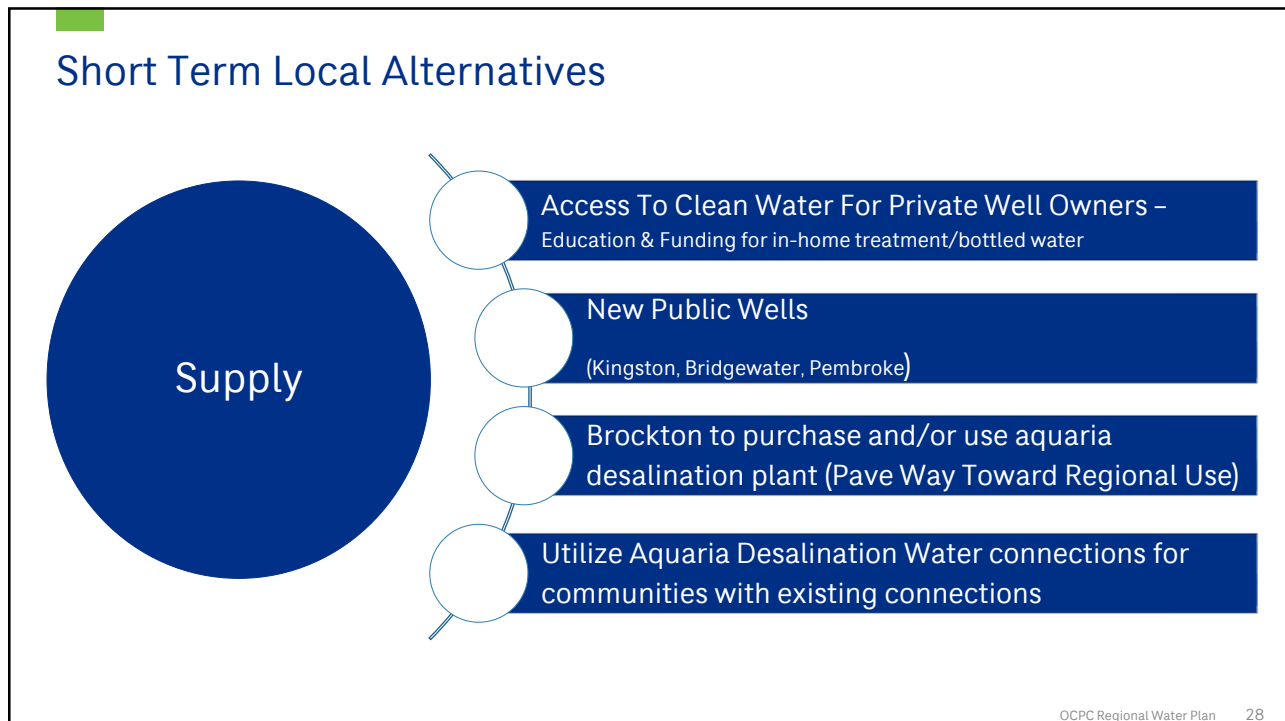 Short Term Local Alternatives
Supply
Access To Clean Water For Private Well Owners –
Education & Funding for in-home treatment/bottled water
New Public Wells
(Kingston, Bridgewater, Pembroke)
Brockton to purchase and/or use aquaria
desalination plant (Pave Way Toward Regional Use)
Utilize Aquaria Desalination Water connections for
communities with existing connections
OCPC Regional Water Plan 28